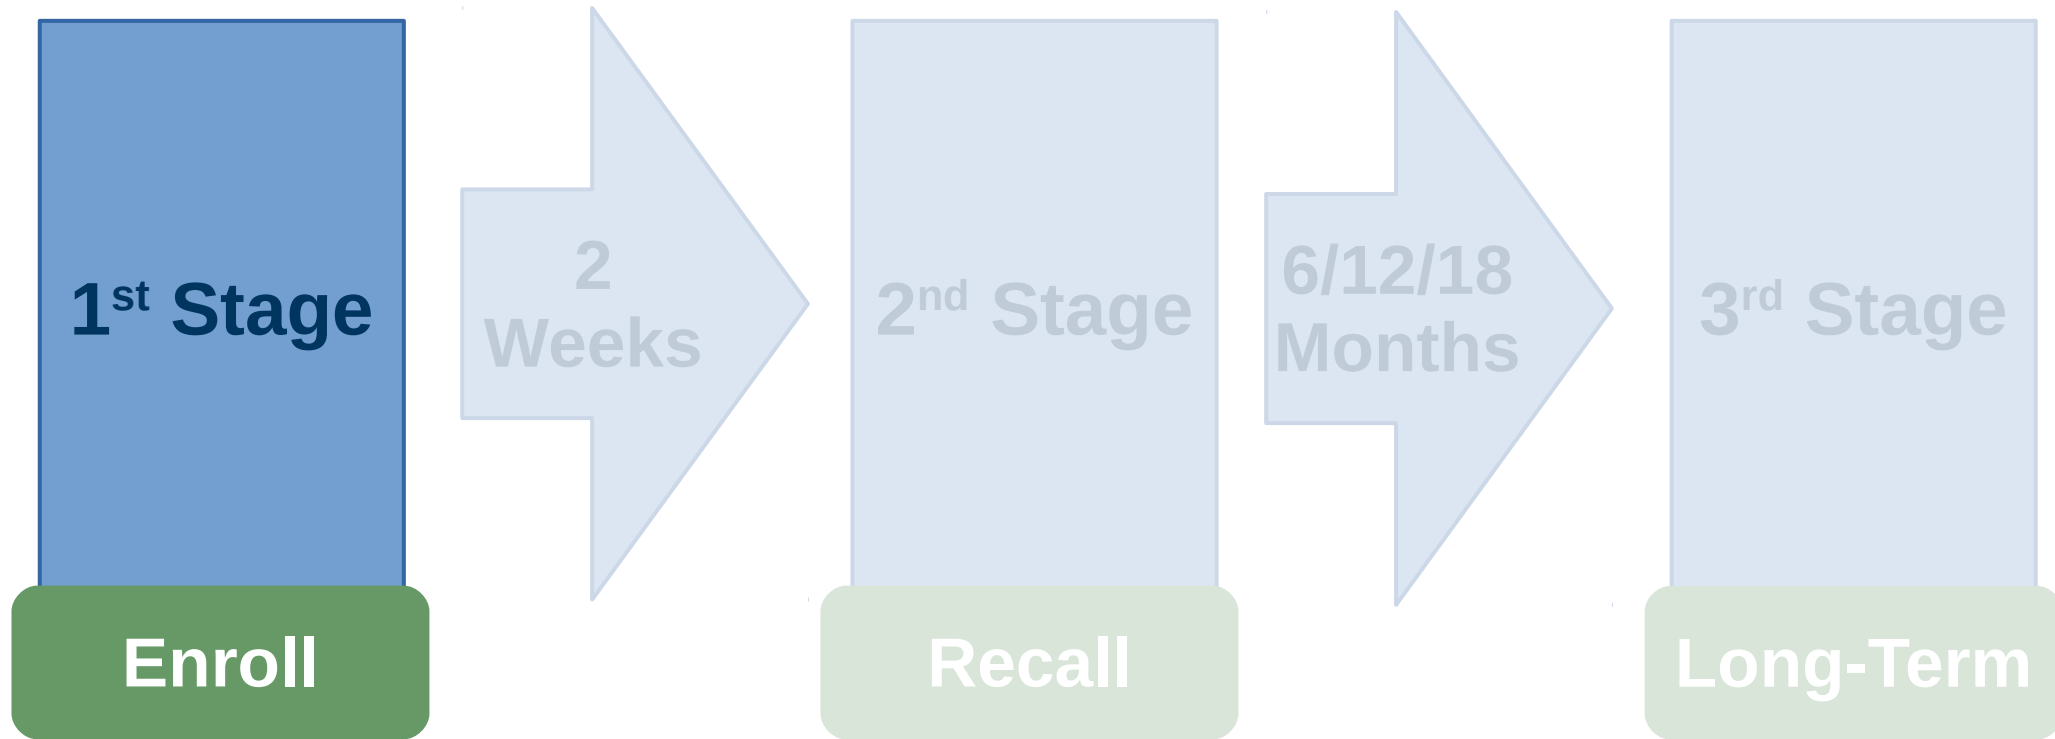 1st Stage
2
Weeks
2nd Stage
6/12/18
Months
3rd Stage
Enroll
Recall
Long-Term